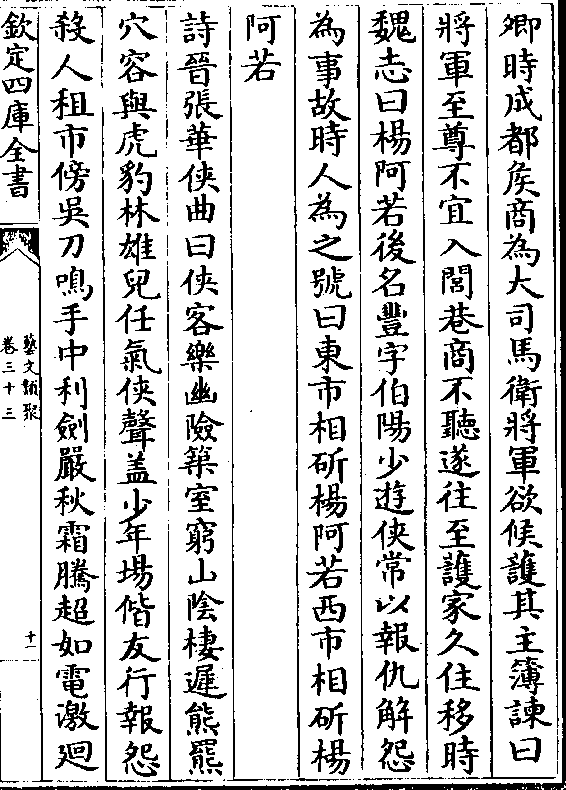 卿時成都侯商為大司馬衛將軍欲候護其主簿諫曰
將軍至尊不宜入閭巷商不聽遂往至護家久住移時
魏志曰楊阿若後名豐字伯陽少遊俠常以報仇解怨
為事故時人為之號曰東市相斫楊阿若西市相斫楊
阿若
詩晉張華俠曲曰俠客樂幽險築室窮山陰棲遲熊羆
穴容與虎豹林雄兒任氣俠聲盖少年場偕友行報怨
殺人租市傍吳刀鳴手中利劍嚴秋霜騰超如電激廻
欽定四庫全書
藝文類聚
卷三十三
十一